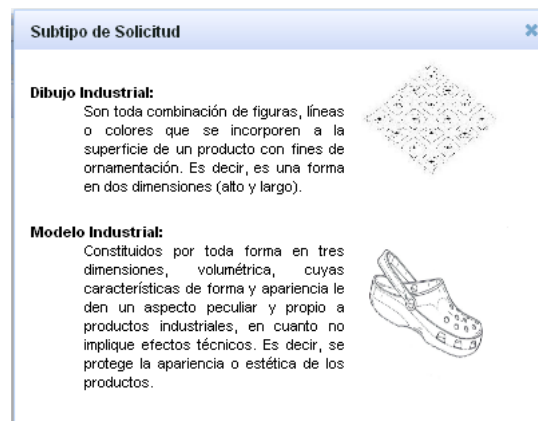 Subtipo de Solicitud
Dibujo Industrial:
Son toda combinación de figuras, líneas
o colores que se incorporen a la
superficie de un producto con fines de
ornamentación. Es decir, es una forma
en dos dimensiones (alto y largo).
Modelo Industrial:
Constituidos por toda forma en tres
dimensiones, volumétrica, cuyas
características de forma y apariencia le
den un aspecto peculiar y propio a
productos industriales, en cuanto no
implique efectos técnicos. Es decir, se
protege la apariencia o estética de los
productos.